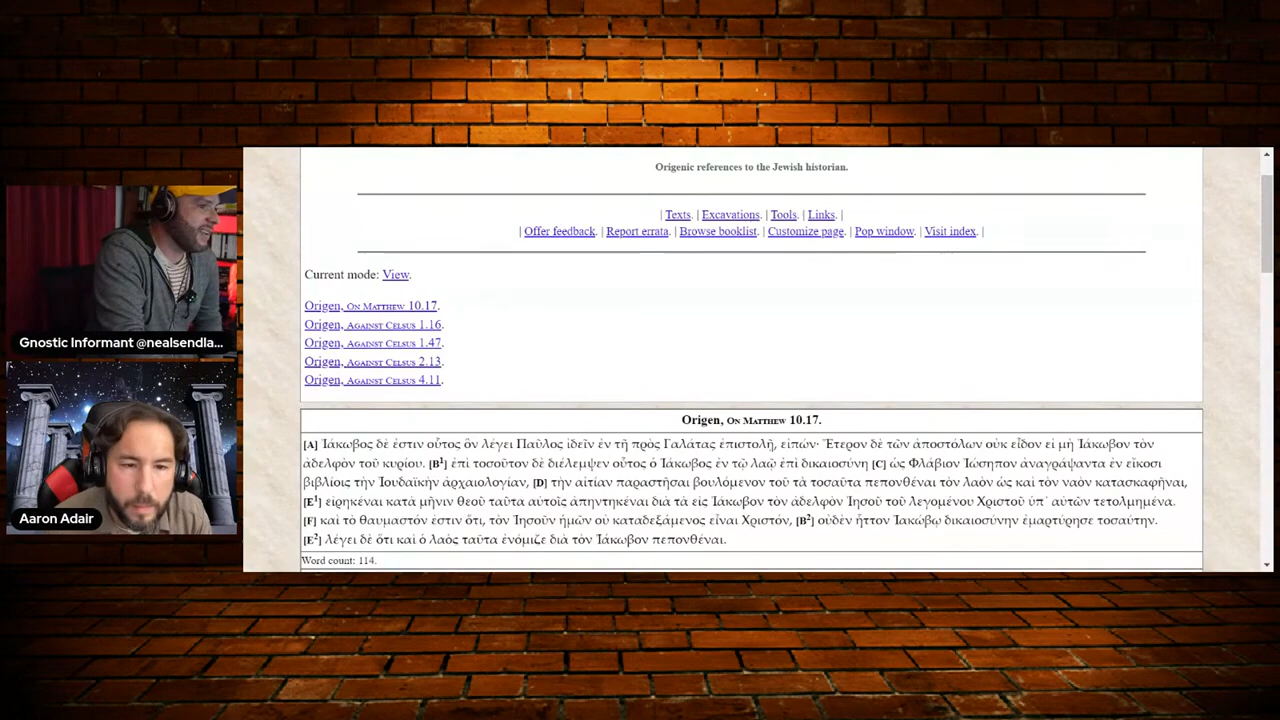 Origenic references to the Jewish historian.
| Texts. | Excavations. | Tools. | Links. |
| Offer feedback. | Report errata. | Browse booklist. | Customize page. | Pop window. | Visit index. |
Current mode: View.
Origen, On Matthew 10.17.
Origen, Against Celsus 1.16.
Origen, Against Celsus 1.47.
Origen, Against Celsus 2.13.
Origen, Against Celsus 4.11.
Origen, On Matthew 10.17.
[A] Ἰάκωβος δέ ἐστιν οὗτος ὃν λέγει Παῦλος ἰδεῖν ἐν τῇ πρὸς Γαλάτας ἐπιστολῇ, εἰπών· Ἕτερον δὲ τῶν ἀποστόλων οὐκ εἶδον εἰ μὴ Ἰάκωβον τὸν
ἀδελφὸν τοῦ κυρίου. [B¹] ἐπὶ τοσοῦτον δὲ διέλαμψεν οὗτος ὁ Ἰάκωβος ἐν τῷ λαῷ ἐπὶ δικαιοσύνῃ [C] ὡς Φλάβιον Ἰώσηπον ἀναγράψαντα ἐν εἴκοσι
βιβλίοις τὴν Ἰουδαϊκὴν ἀρχαιολογίαν, [D] τὴν αἰτίαν παραστῆσαι βουλόμενον τοῦ τὰ τοσαῦτα πεπονθέναι τὸν λαὸν ὡς καὶ τὸν ναὸν κατασκαφῆναι,
[E¹] εἰρηκέναι κατὰ μῆνιν θεοῦ ταῦτα αὐτοῖς ἀπηντηκέναι διὰ τὰ εἰς Ἰάκωβον τὸν ἀδελφὸν Ἰησοῦ τοῦ λεγομένου Χριστοῦ ὑπ᾽ αὐτῶν τετολμημένα.
[F] καὶ τὸ θαυμαστόν ἐστιν ὅτι, τὸν Ἰησοῦν ἡμῶν οὐ καταδεξάμενος εἶναι Χριστόν, [B²] οὐδὲν ἧττον Ἰακώβῳ δικαιοσύνην ἐμαρτύρησε τοσαύτην.
[E²] λέγει δὲ ὅτι καὶ ὁ λαὸς ταῦτα ἐνόμιζε διὰ τὸν Ἰάκωβον πεπονθέναι.
Word count: 114.
Gnostic Informant @nealsendla...
Aaron Adair